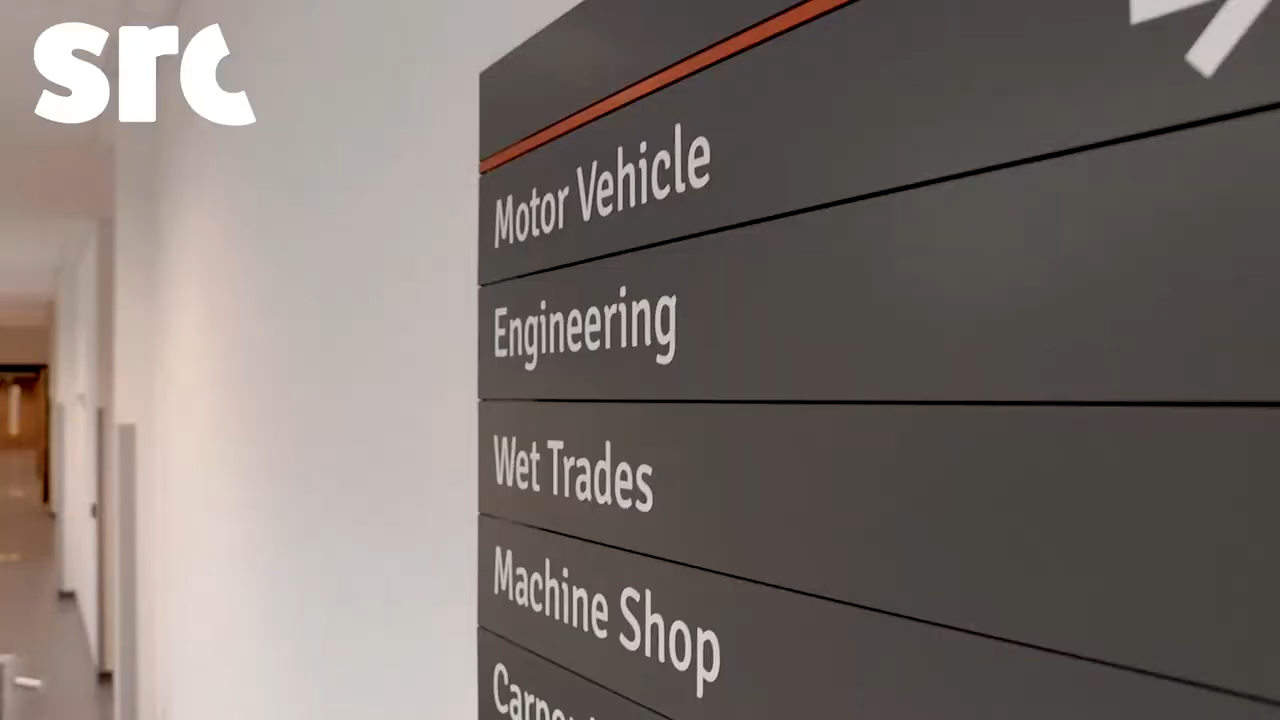 src
Motor Vehicle
Engineering
Wet Trades
Machine Shop